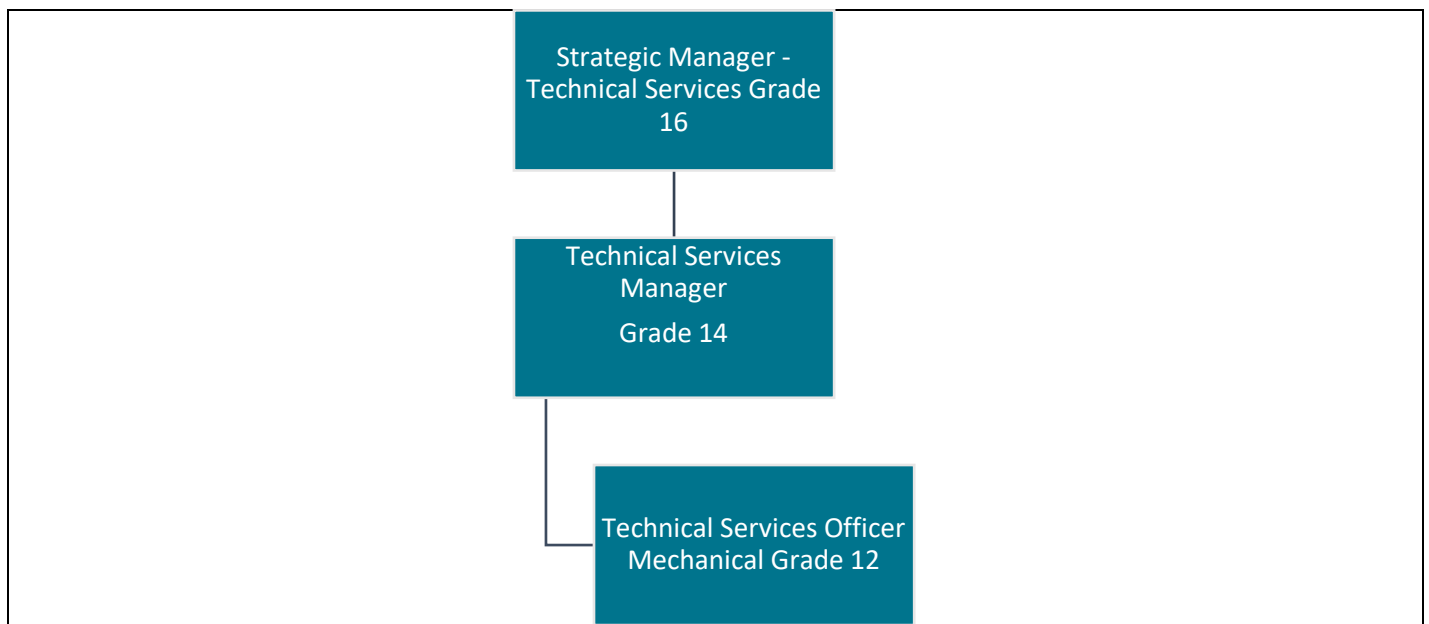 Strategic Manager -
Technical Services Grade
16
Technical Services
Manager
Grade 14
Technical Services Officer
Mechanical Grade 12